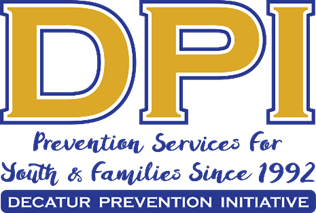 DPI
Prevention Services For
Youth & Families Since 1992
DECATUR PREVENTION INITIATIVE